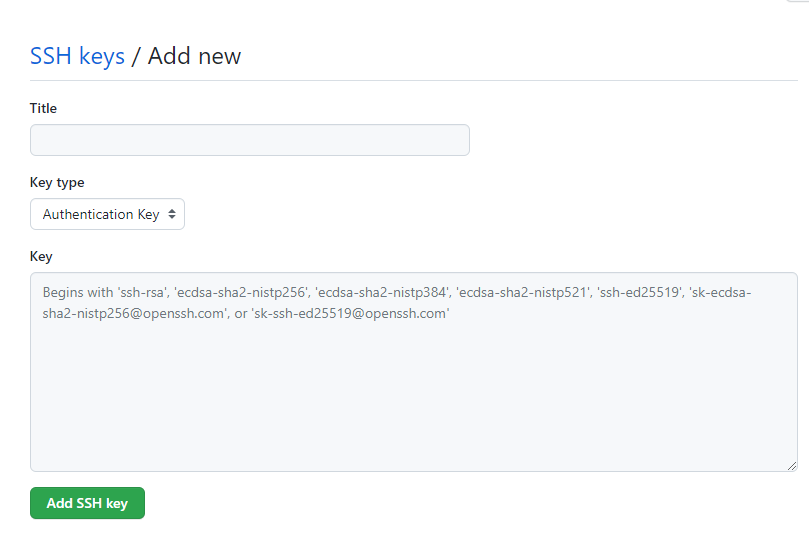 SSH keys / Add new
Title
Key type
Authentication Key
Key
Begins with 'ssh-rsa', 'ecdsa-sha2-nistp256', 'ecdsa-sha2-nistp384', 'ecdsa-sha2-nistp521', 'ssh-ed25519', 'sk-ecdsa-
sha2-nistp256@openssh.com', or 'sk-ssh-ed25519@openssh.com'
Add SSH key